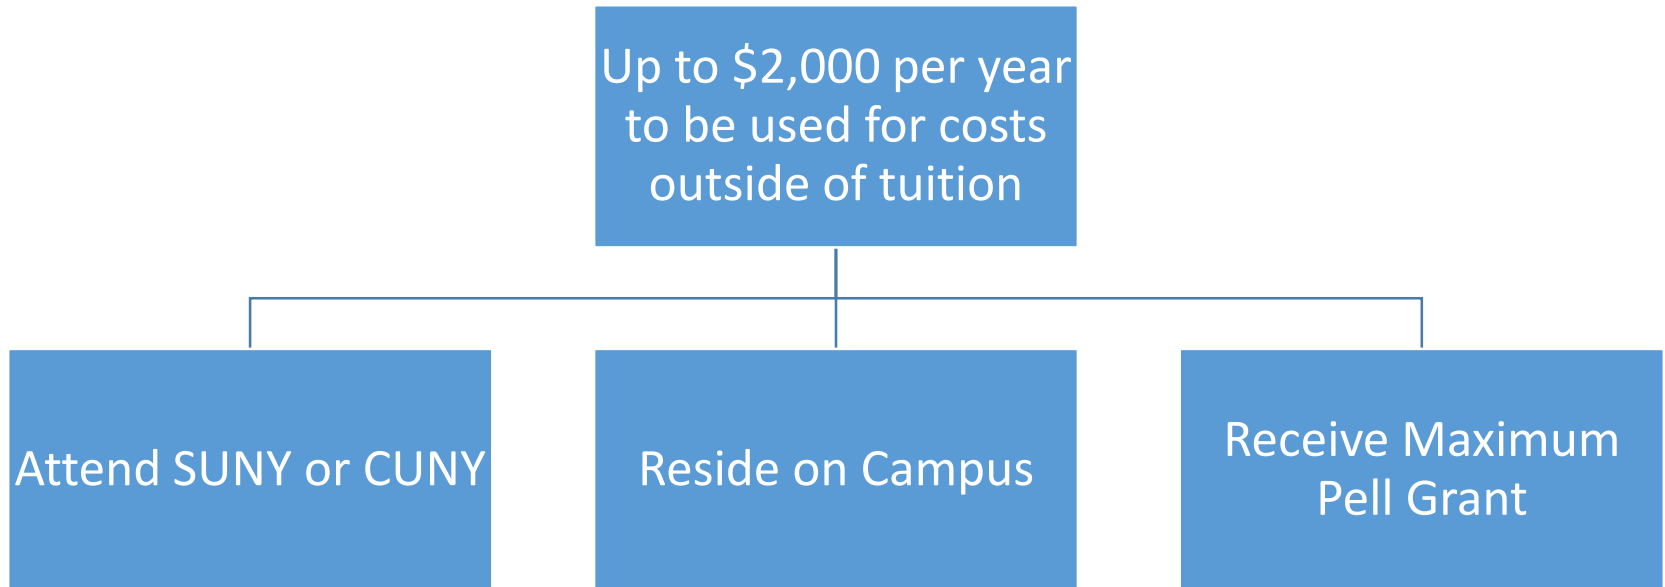 Up to $2,000 per year
to be used for costs
outside of tuition
Attend SUNY or CUNY
Reside on Campus
Receive Maximum
Pell Grant